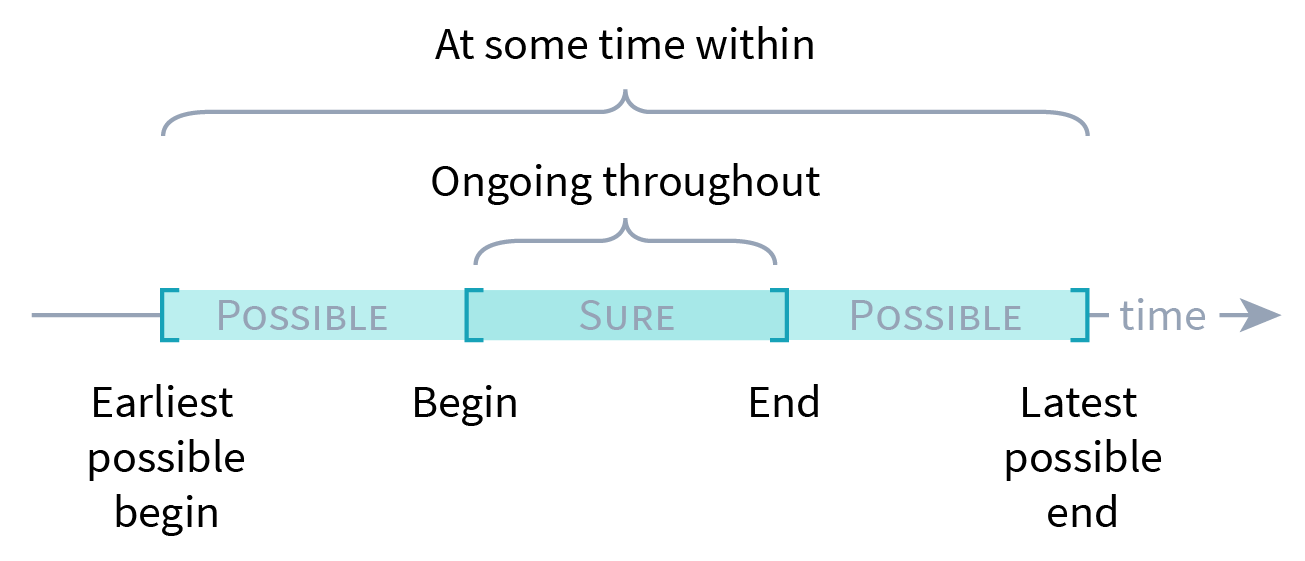 At some time within
Ongoing throughout
Possible
Sure
Possible
time
Earliest
possible
begin
Begin
End
Latest
possible
end